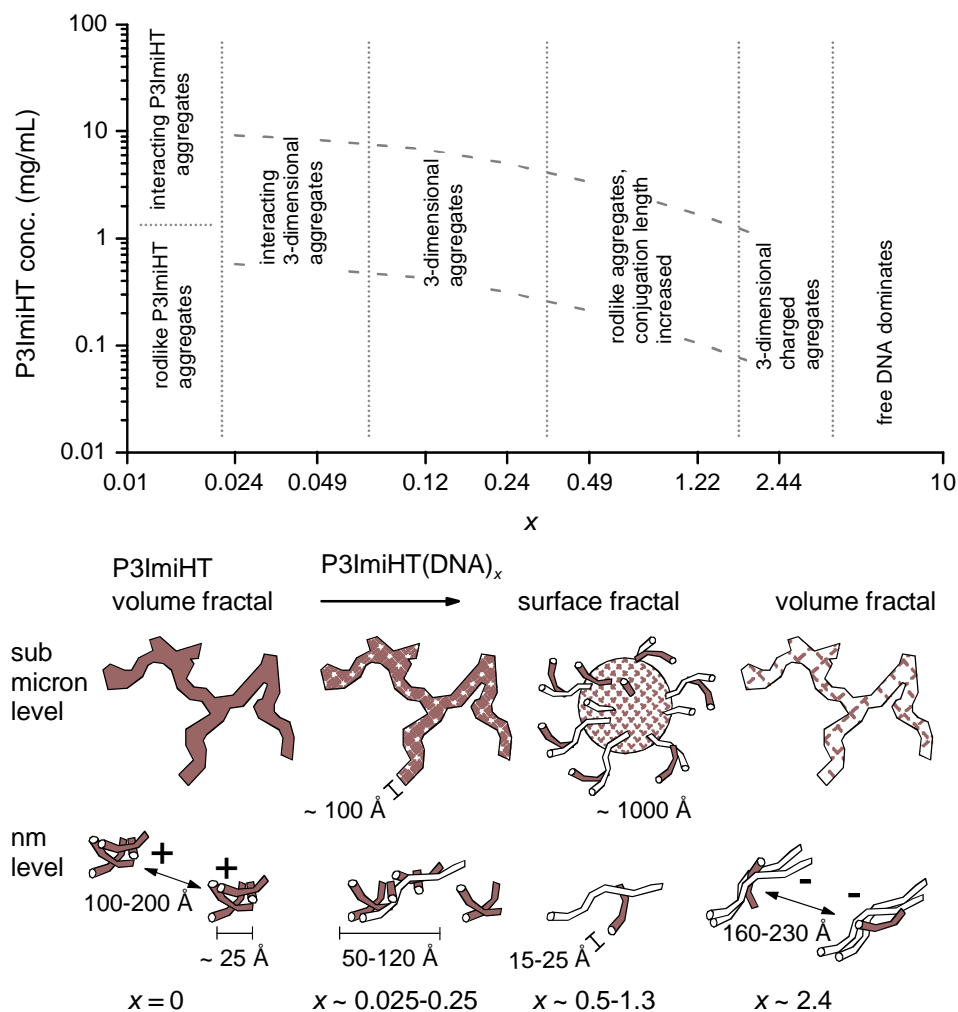 100
10
1
0.1
0.01
P3ImiHT conc. (mg/mL)
interacting P3ImiHT
aggregates
rodlike P3ImiHT
aggregates
interacting
3-dimensional
aggregates
3-dimensional
aggregates
rodlike aggregates,
conjugation length
increased
3-dimensional
charged
agregates
free DNA dominates
0.01
0.024
0.049
0.12
0.24
0.49
1.22
2.44
10
x
P3ImiHT
volume fractal
P3ImiHT(DNA)x
surface fractal
volume fractal
sub
micron
level
~ 100 Å
~ 1000 Å
nm
level
+
+
100-200 Å
~ 25 Å
50-120 Å
15-25 Å
-
-
160-230 Å
x = 0
x ~ 0.025-0.25
x ~ 0.5-1.3
x ~ 2.4